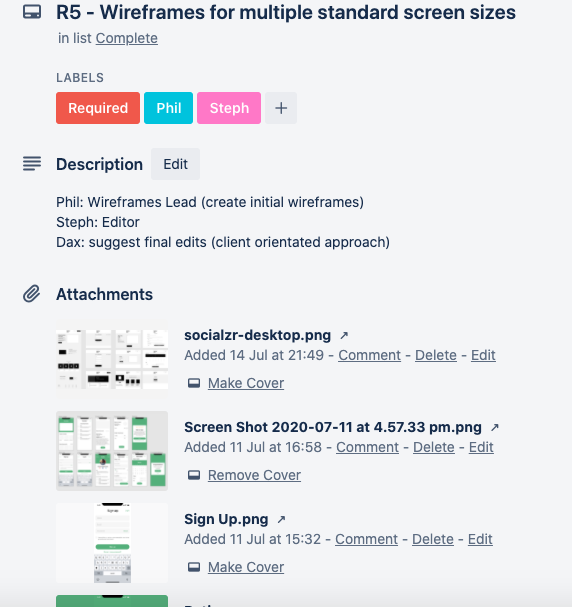 R5 - Wireframes for multiple standard screen sizes
in list Complete
LABELS
Required Phil Steph +
Description Edit
Phil: Wireframes Lead (create initial wireframes)
Steph: Editor
Dax: suggest final edits (client orientated approach)
Attachments
socialzr-desktop.png ↗
Added 14 Jul at 21:49 - Comment - Delete - Edit
Make Cover
Screen Shot 2020-07-11 at 4.57.33 pm.png ↗
Added 11 Jul at 16:58 - Comment - Delete - Edit
Remove Cover
Sign Up
Sign Up.png ↗
Added 11 Jul at 15:32 - Comment - Delete - Edit
Make Cover